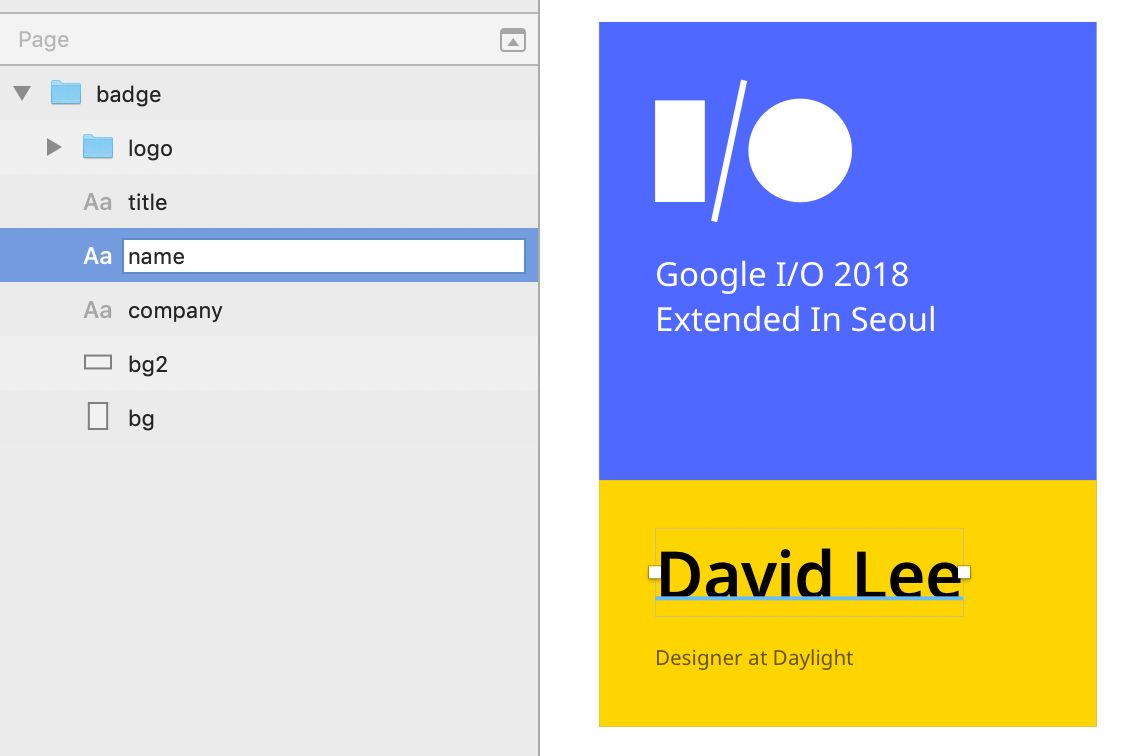 Page
badge
logo
Aa title
Aa name
Aa company
bg2
bg
I/O
Google I/O 2018
Extended In Seoul
David Lee
Designer at Daylight